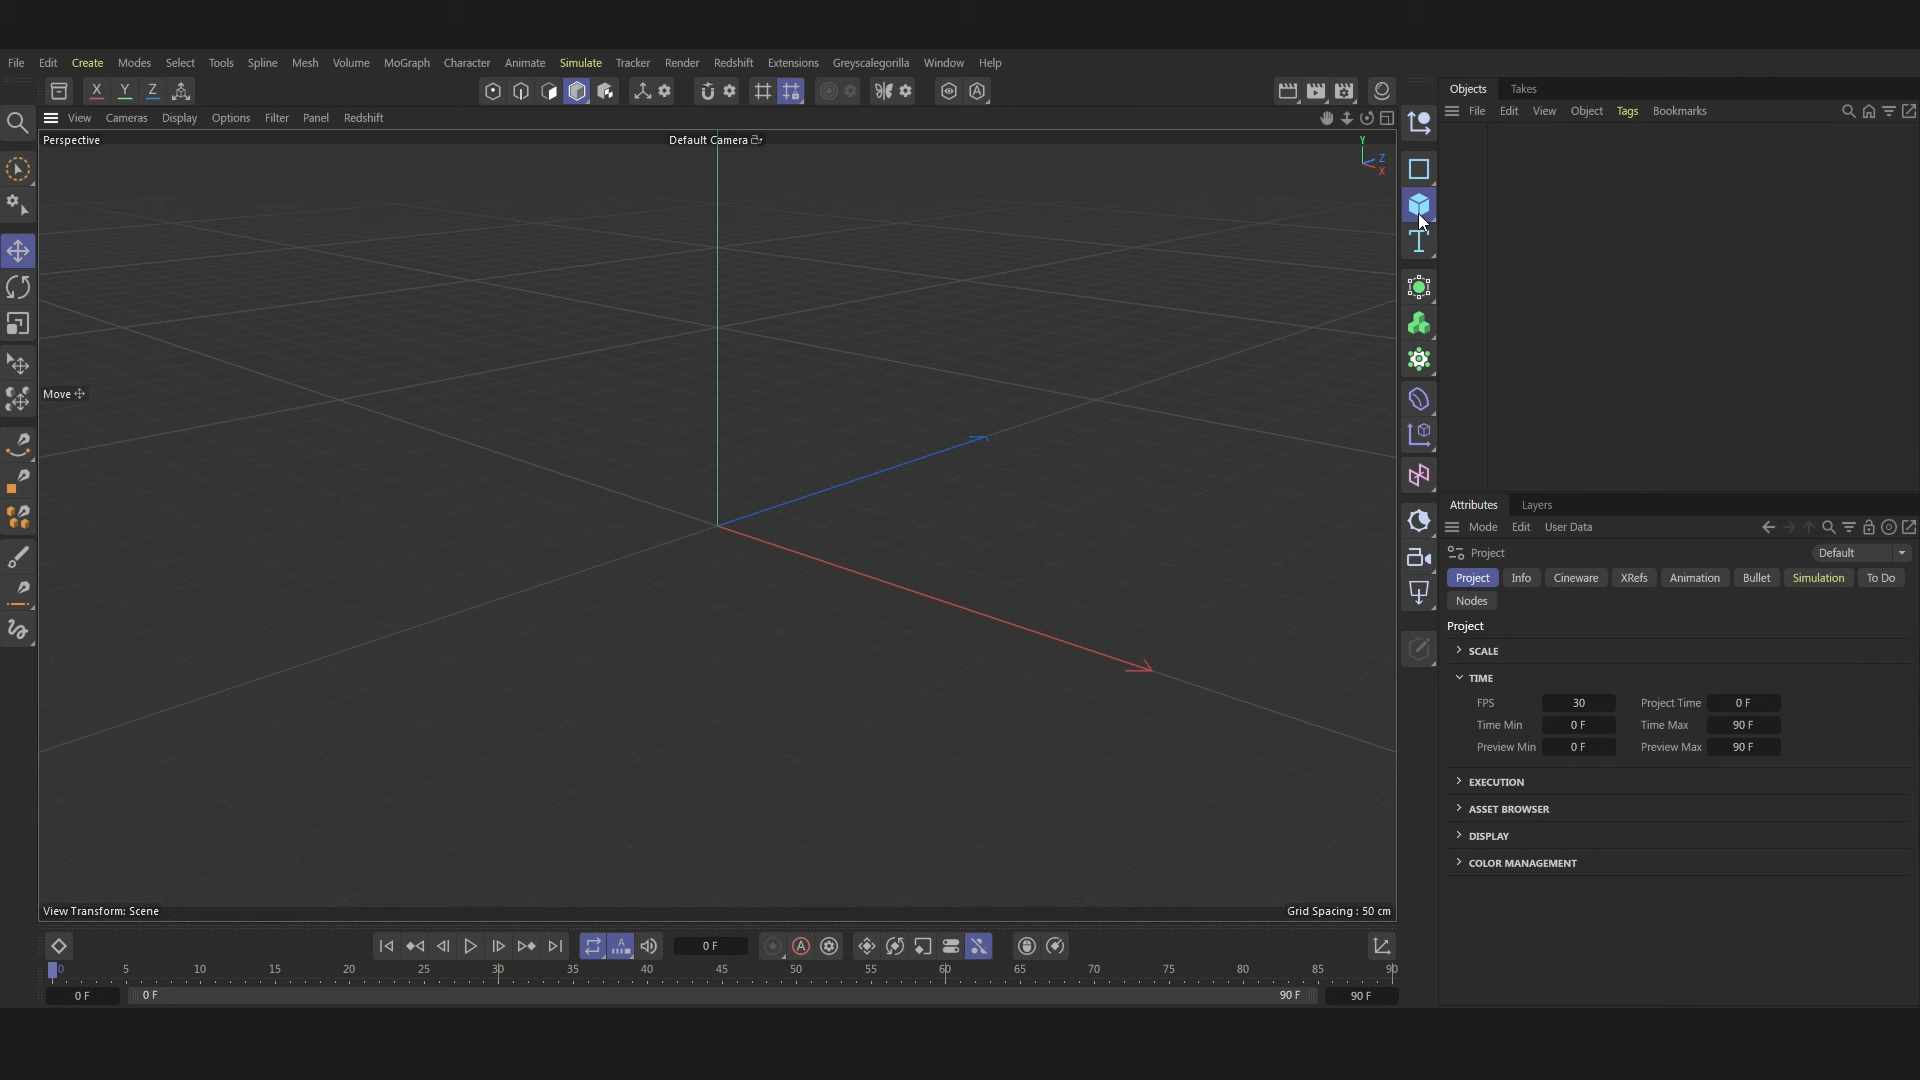 File Edit Create Modes Select Tools Spline Mesh Volume MoGraph Character Animate Simulate Tracker Render Redshift Extensions Greyscalegorilla Window Help
X Y Z
View Cameras Display Options Filter Panel Redshift
Perspective
Default Camera
Y
Z
X
Move
View Transform: Scene
Grid Spacing : 50 cm
Objects Takes
File Edit View Object Tags Bookmarks
Attributes Layers
Mode Edit User Data
Project
Default
Project Info Cineware XRefs Animation Bullet Simulation To Do
Nodes
Project
SCALE
TIME
FPS 30 Project Time 0 F
Time Min 0 F Time Max 90 F
Preview Min 0 F Preview Max 90 F
EXECUTION
ASSET BROWSER
DISPLAY
COLOR MANAGEMENT
A
0 F
A
0 5 10 15 20 25 30 35 40 45 50 55 60 65 70 75 80 85 90
0 F 0 F 90 F 90 F